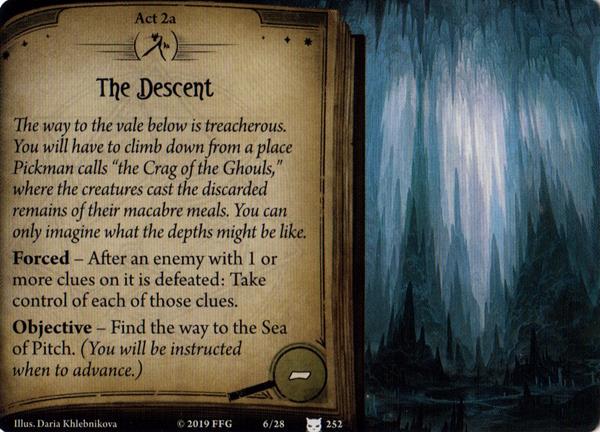 Act 2a
The Descent
The way to the vale below is treacherous.
You will have to climb down from a place
Pickman calls “the Crag of the Ghouls,”
where the creatures cast the discarded
remains of their macabre meals. You can
only imagine what the depths might be like.
Forced – After an enemy with 1 or
more clues on it is defeated: Take
control of each of those clues.
Objective – Find the way to the Sea
of Pitch. (You will be instructed
when to advance.)
–
Illus. Daria Khlebnikova © 2019 FFG 6/28 252